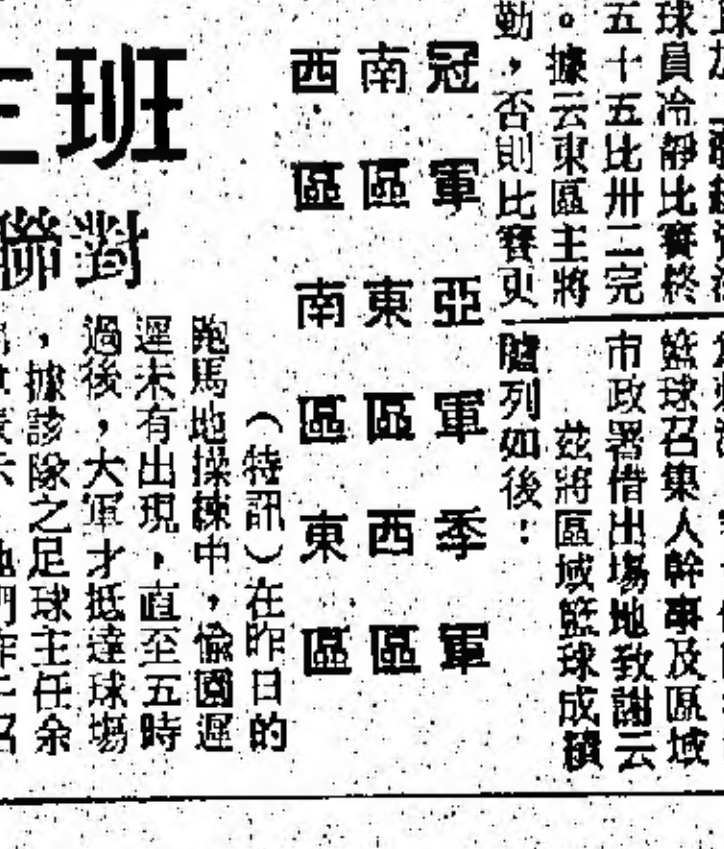 球員冷靜比賽終
五十五比卅二完
。據云東區主將
勤,否則比賽更
籃球召集人幹事及區域
市政署借出塲地致謝云
茲將區域籃球成績
臚列如後:
冠軍 亞軍 季軍
南區 東區 西區
西區 南區 東區
班三
對聯
(特訊)在昨日的
跑馬地操練中,愉園遲
遲未有出現,直至五時
過後,大軍才抵達球塲
,據該隊之足球主任余